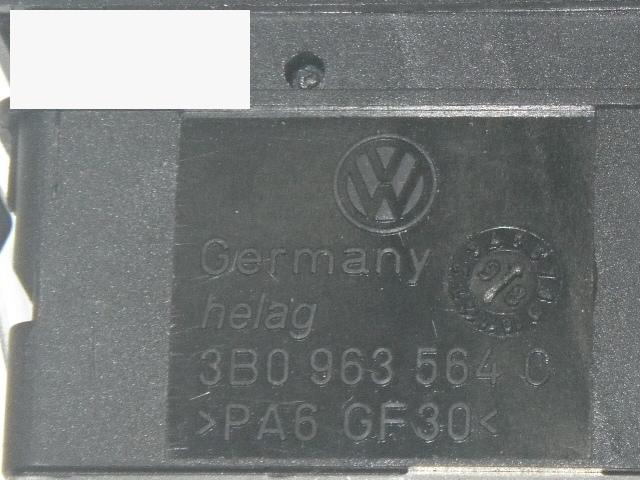 Germany
helag
3B0 963 564 C
>PA6 GF30<